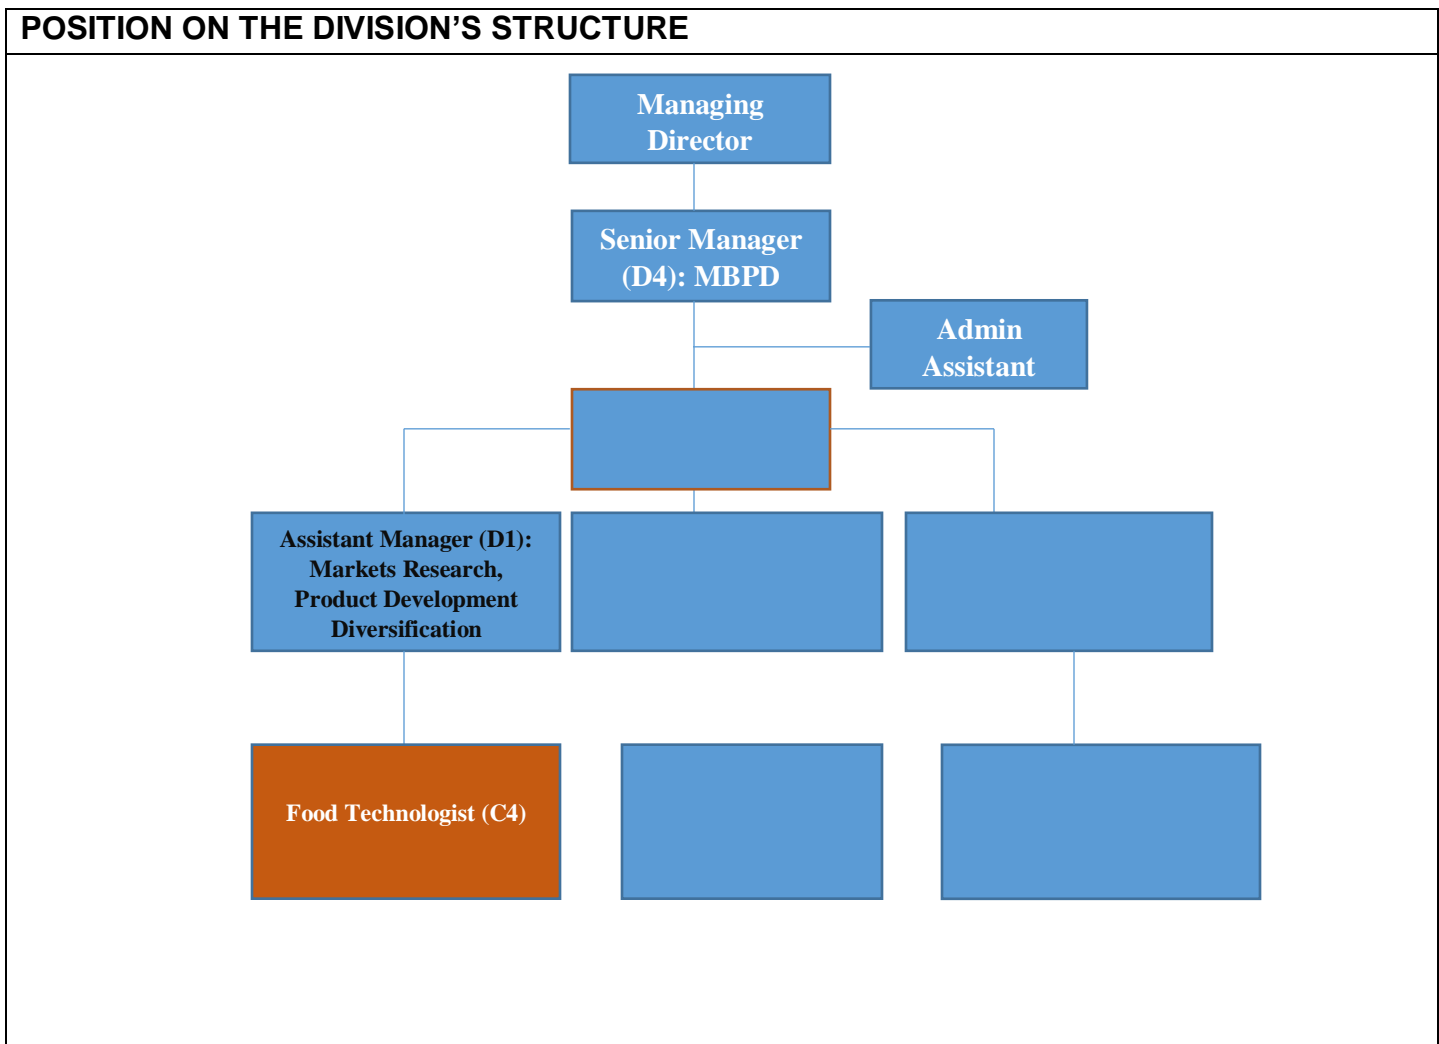 POSITION ON THE DIVISION’S STRUCTURE
Managing
Director
Senior Manager
(D4): MBPD
Admin
Assistant
Assistant Manager (D1):
Markets Research,
Product Development
Diversification
Food Technologist (C4)